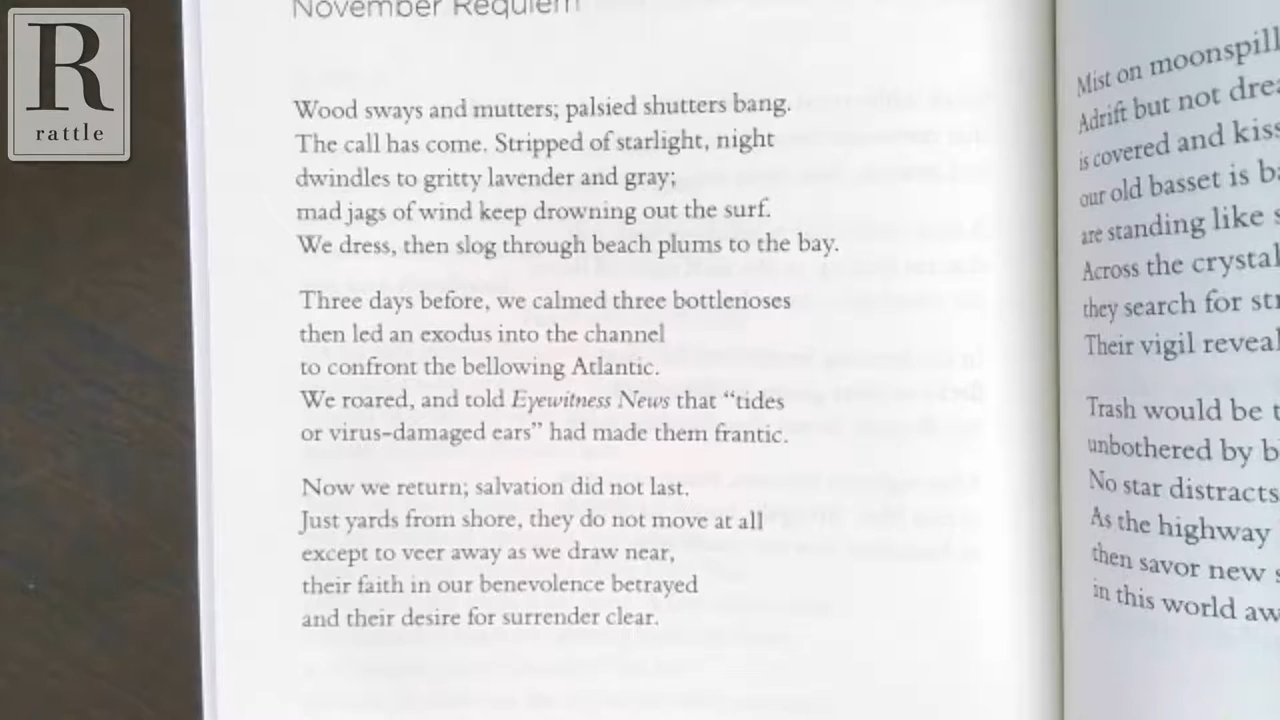 R
rattle
November Requiem
Wood sways and mutters; palsied shutters bang.
The call has come. Stripped of starlight, night
dwindles to gritty lavender and gray;
mad jags of wind keep drowning out the surf.
We dress, then slog through beach plums to the bay.
Three days before, we calmed three bottlenoses
then led an exodus into the channel
to confront the bellowing Atlantic.
We roared, and told Eyewitness News that “tides
or virus-damaged ears” had made them frantic.
Now we return; salvation did not last.
Just yards from shore, they do not move at all
except to veer away as we draw near,
their faith in our benevolence betrayed
and their desire for surrender clear.
Mist on moonspill
Adrift but not
is covered and
our old basset is
are standing like
Across the crystal
they search for
Their vigil
Trash would be
unbothered by
No star distracts
As the highway
then savor new
in this world